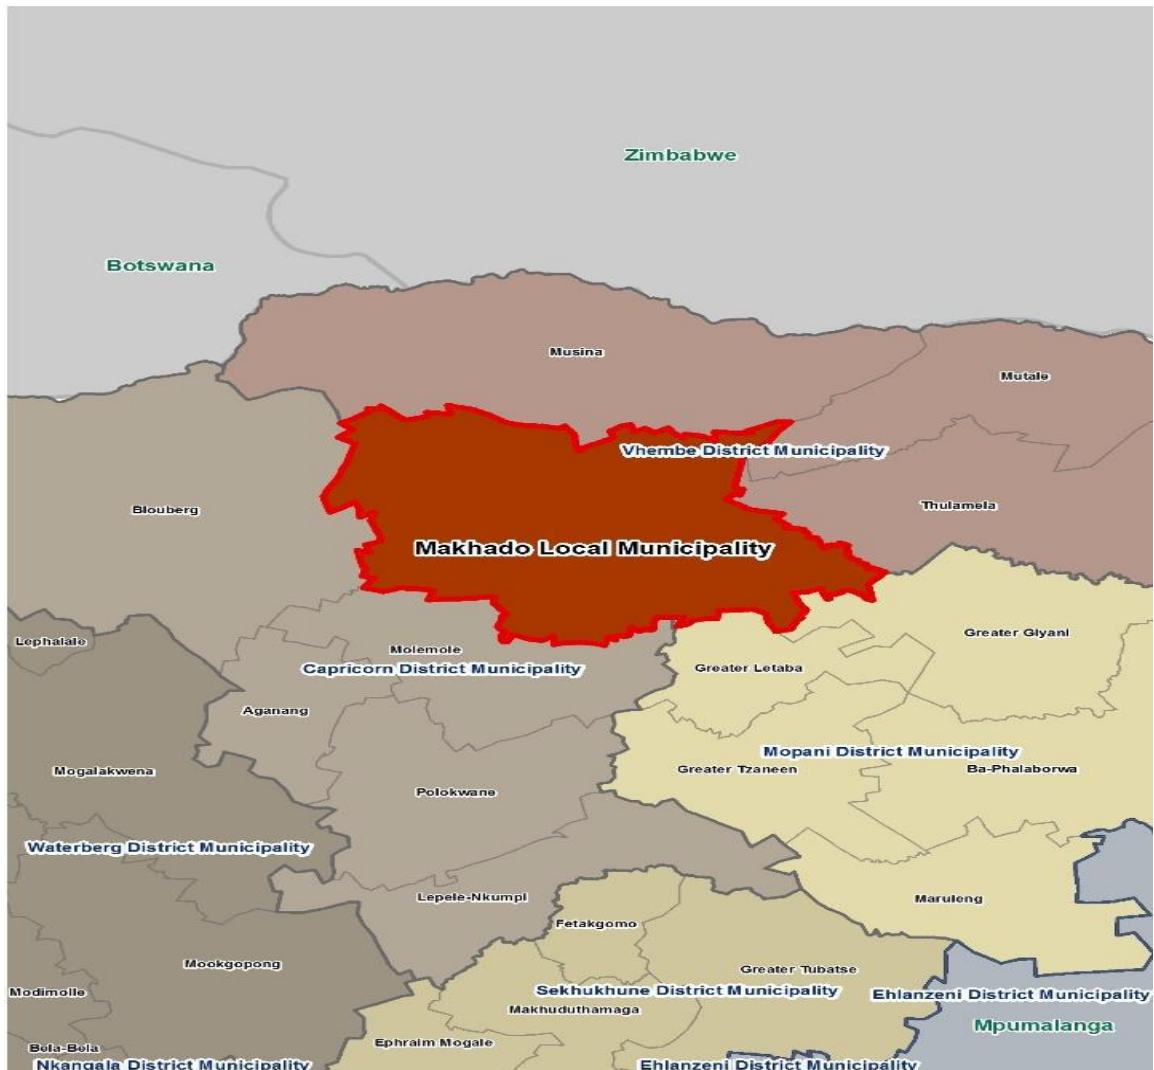 Zimbabwe
Botswana
Musina
Mutale
Vhembe District Municipality
Blouberg
Thulamela
Makhado Local Municipality
Lephalale
Molemole
Greater Giyani
Capricorn District Municipality
Greater Letaba
Aganang
Mopani District Municipality
Mogalakwena
Greater Tzaneen
Ba-Phalaborwa
Polokwane
Waterberg District Municipality
Lepele-Nkumpi
Maruleng
Fetakgomo
Mookgopong
Greater Tubatse
Modimolle
Sekhukhune District Municipality
Ehlanzeni District Municipality
Makhuduthamaga
Mpumalanga
Ephraim Mogale
Bela-Bela
Nkangala District Municipality
Ehlanzeni District Municipality